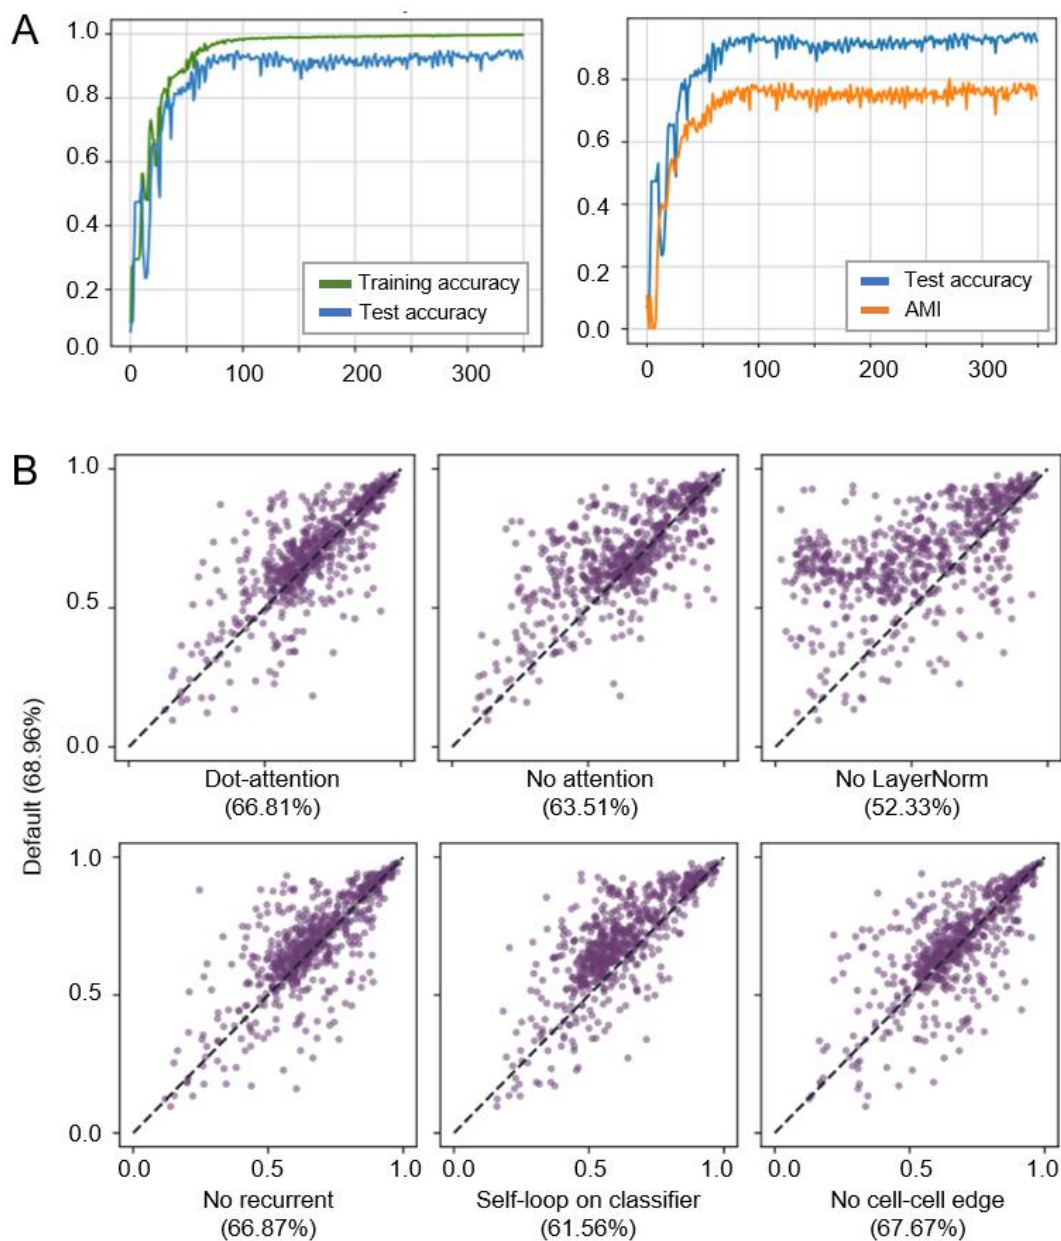 A
1.0
0.8
0.6
0.4
0.2
0.0
0
100
200
300
Training accuracy
Test accuracy
0.8
0.6
0.4
0.2
0.0
0
100
200
300
Test accuracy
AMI
B
Default (68.96%)
1.0
0.5
0.0
Dot-attention
(66.81%)
No attention
(63.51%)
No LayerNorm
(52.33%)
1.0
0.5
0.0
0.0 0.5 1.0
No recurrent
(66.87%)
0.0 0.5 1.0
Self-loop on classifier
(61.56%)
0.0 0.5 1.0
No cell-cell edge
(67.67%)